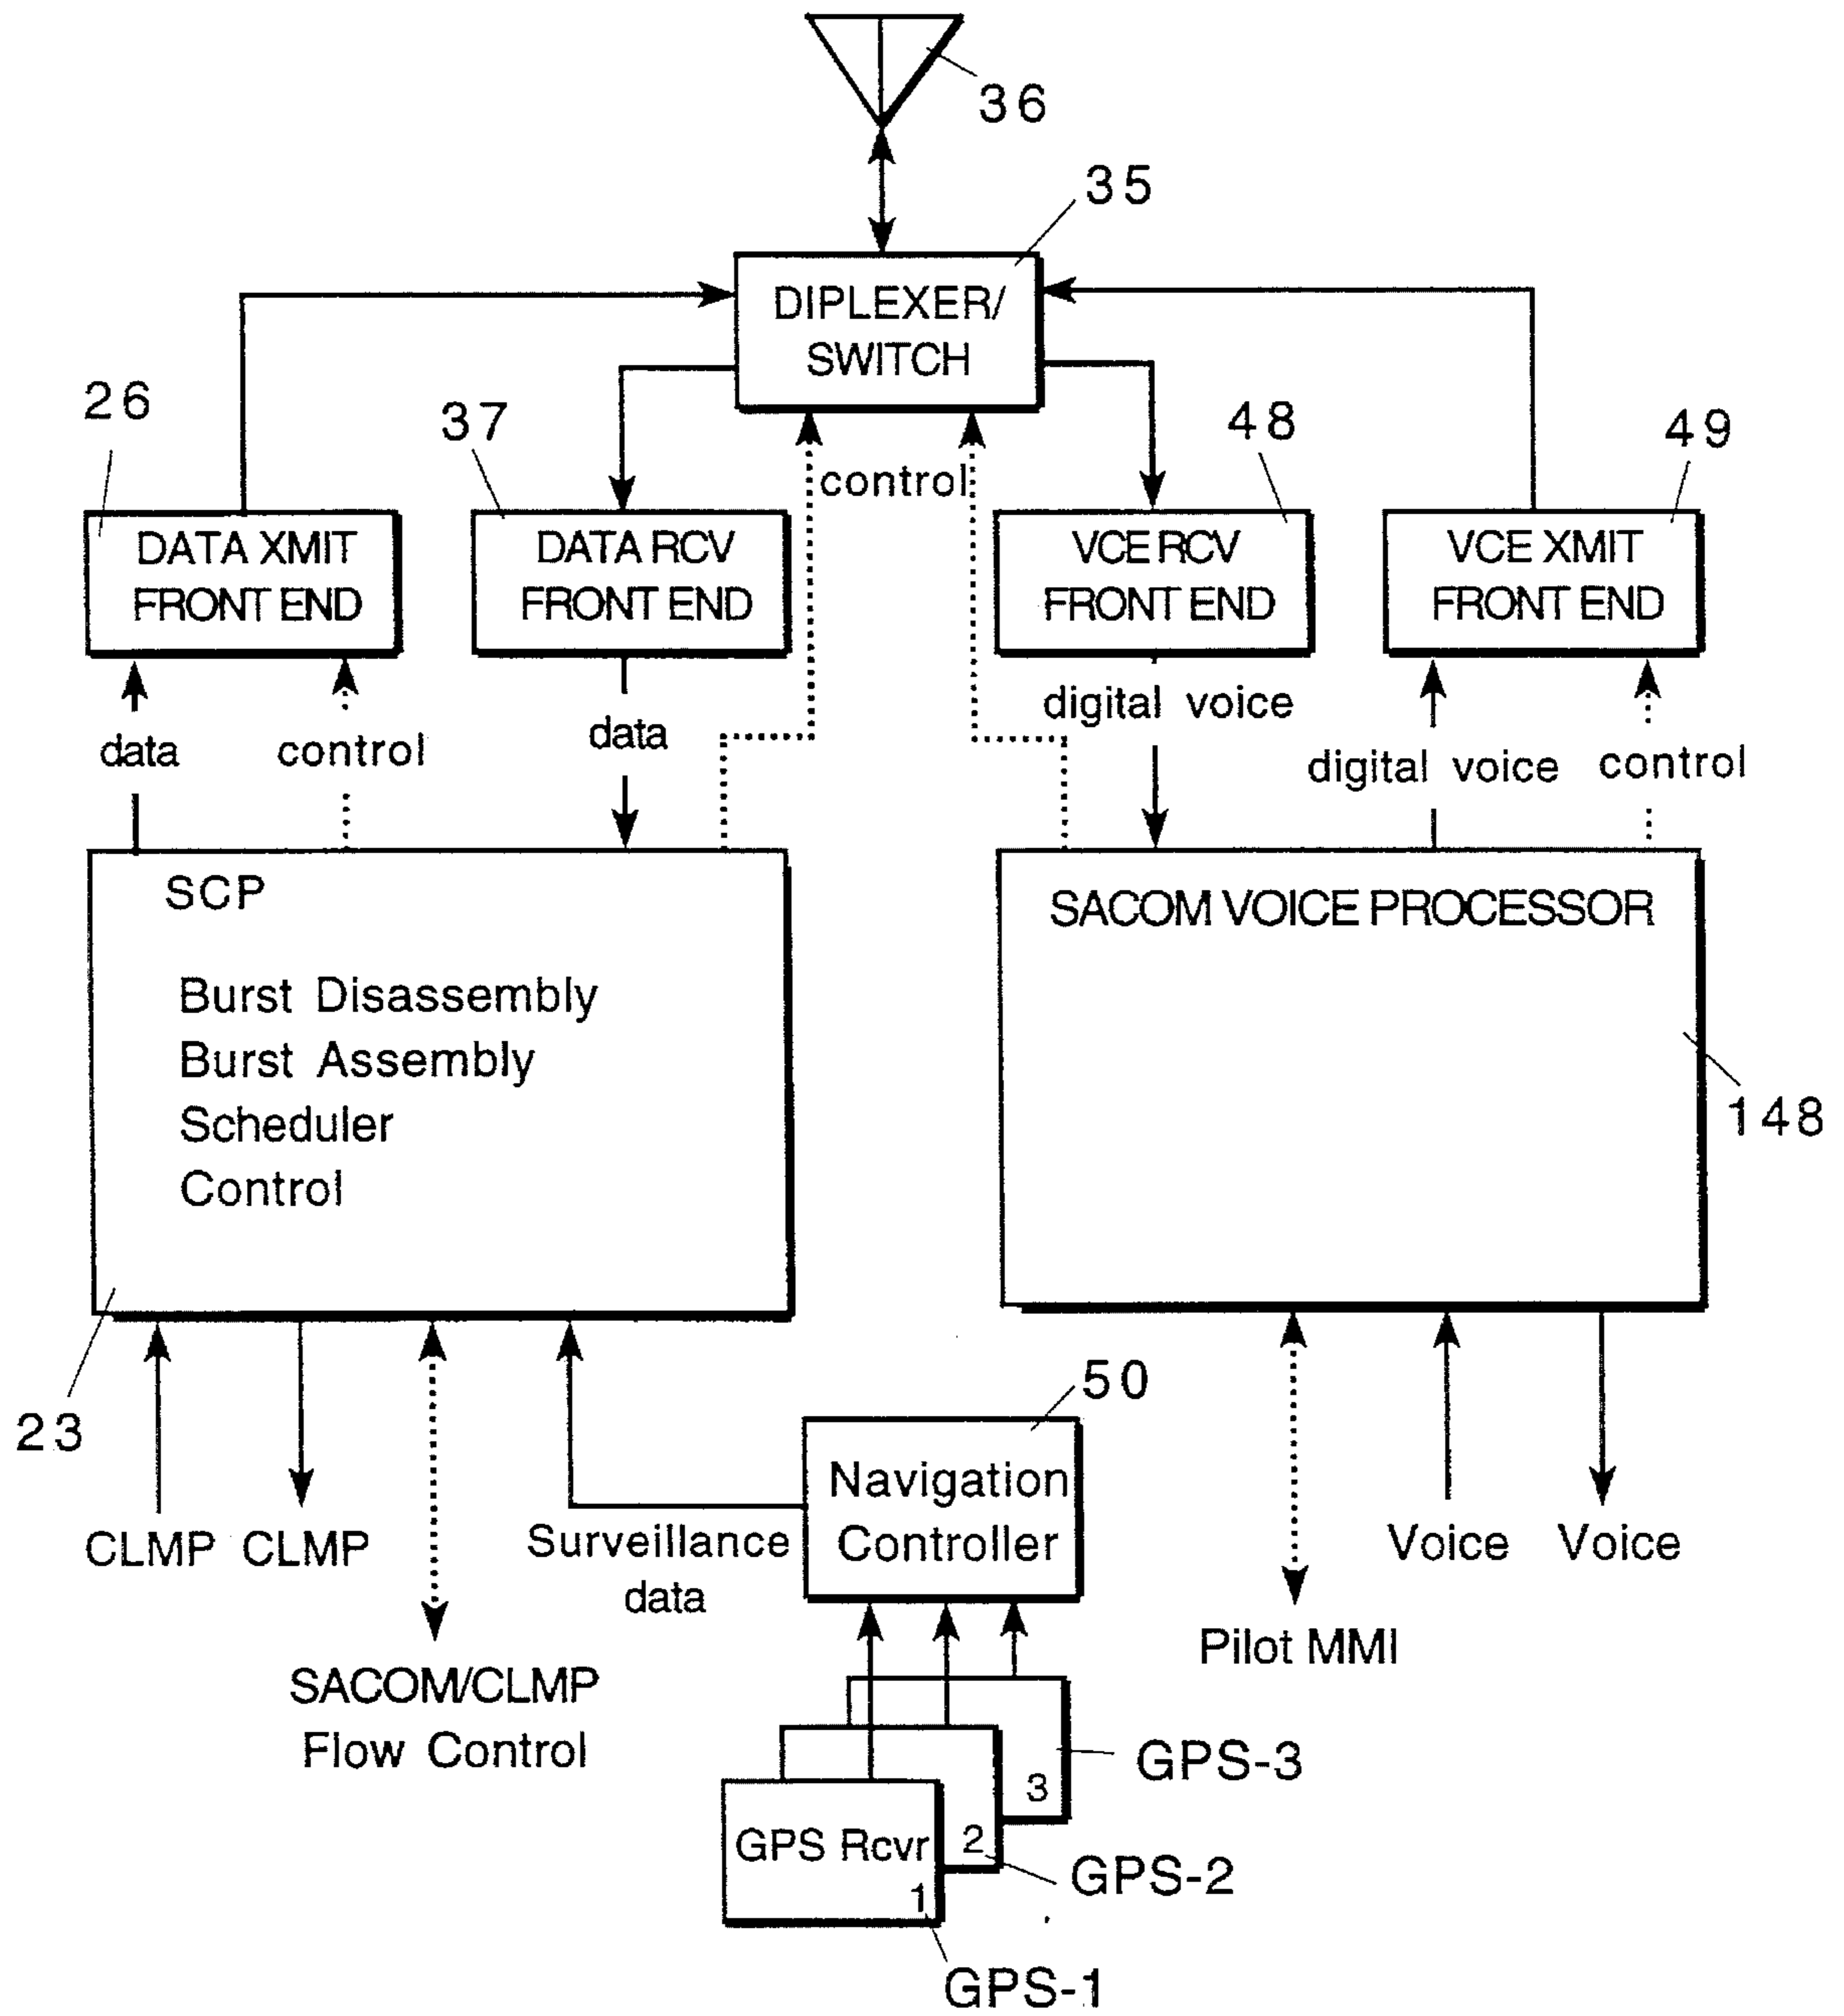 36
35
DIPLEXER/
SWITCH
26
37
control
48
49
DATA XMIT
FRONT END
DATA RCV
FRONT END
VCE RCV
FRONT END
VCE XMIT
FRONT END
data
control
data
digital voice
digital voice
control
SCP
Burst Disassembly
Burst Assembly
Scheduler
Control
SACOM VOICE PROCESSOR
148
23
50
Navigation
Controller
CLMP
CLMP
Surveillance
data
Voice
Voice
SACOM/CLMP
Flow Control
Pilot MMI
GPS Rcvr
1
2
3
GPS-3
GPS-2
GPS-1